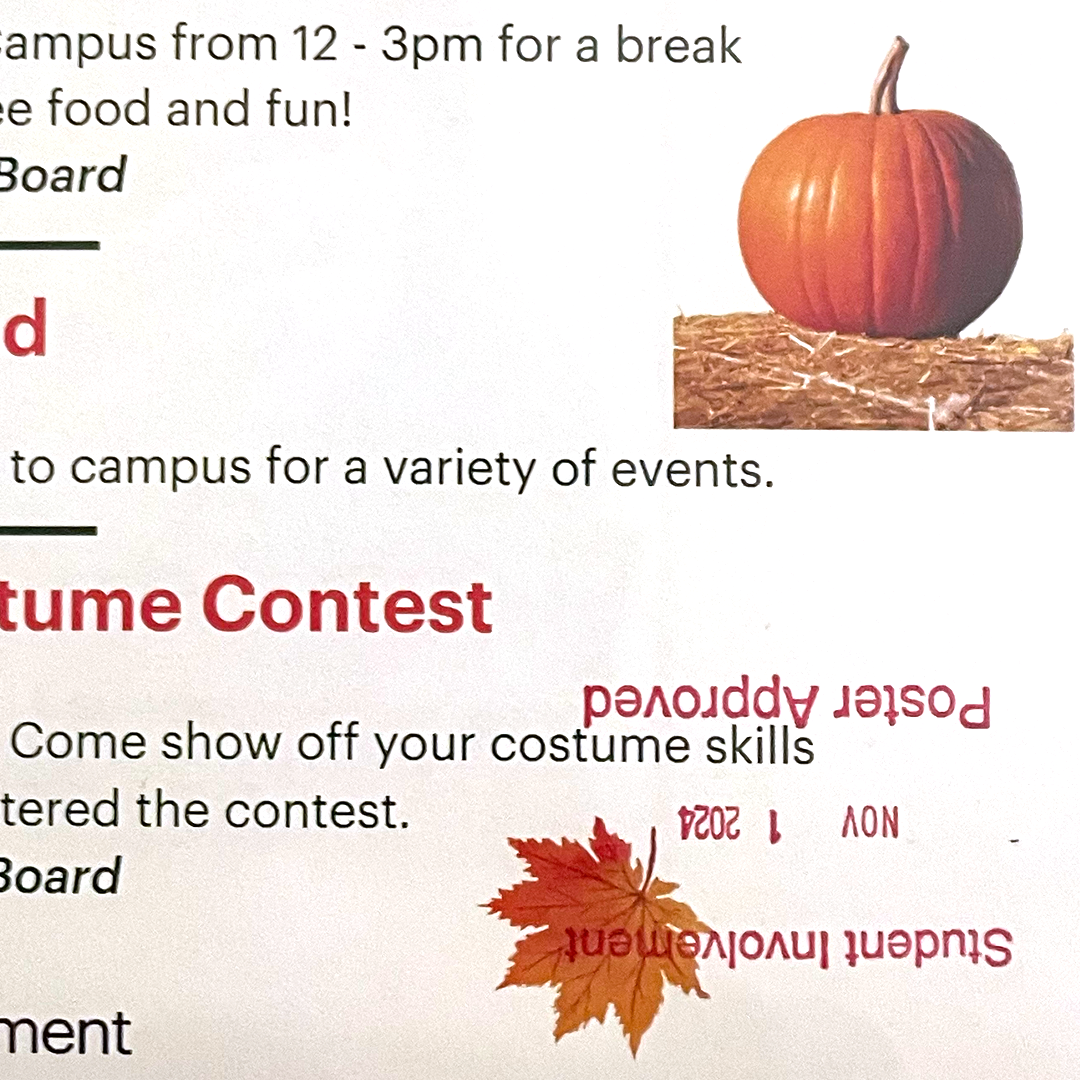 Campus from 12 - 3pm for a break
ee food and fun!
Board
d
to campus for a variety of events.
tume Contest
Poster Approved
Come show off your costume skills
NOV 1 2024
tered the contest.
Board
Student Involvement
ment